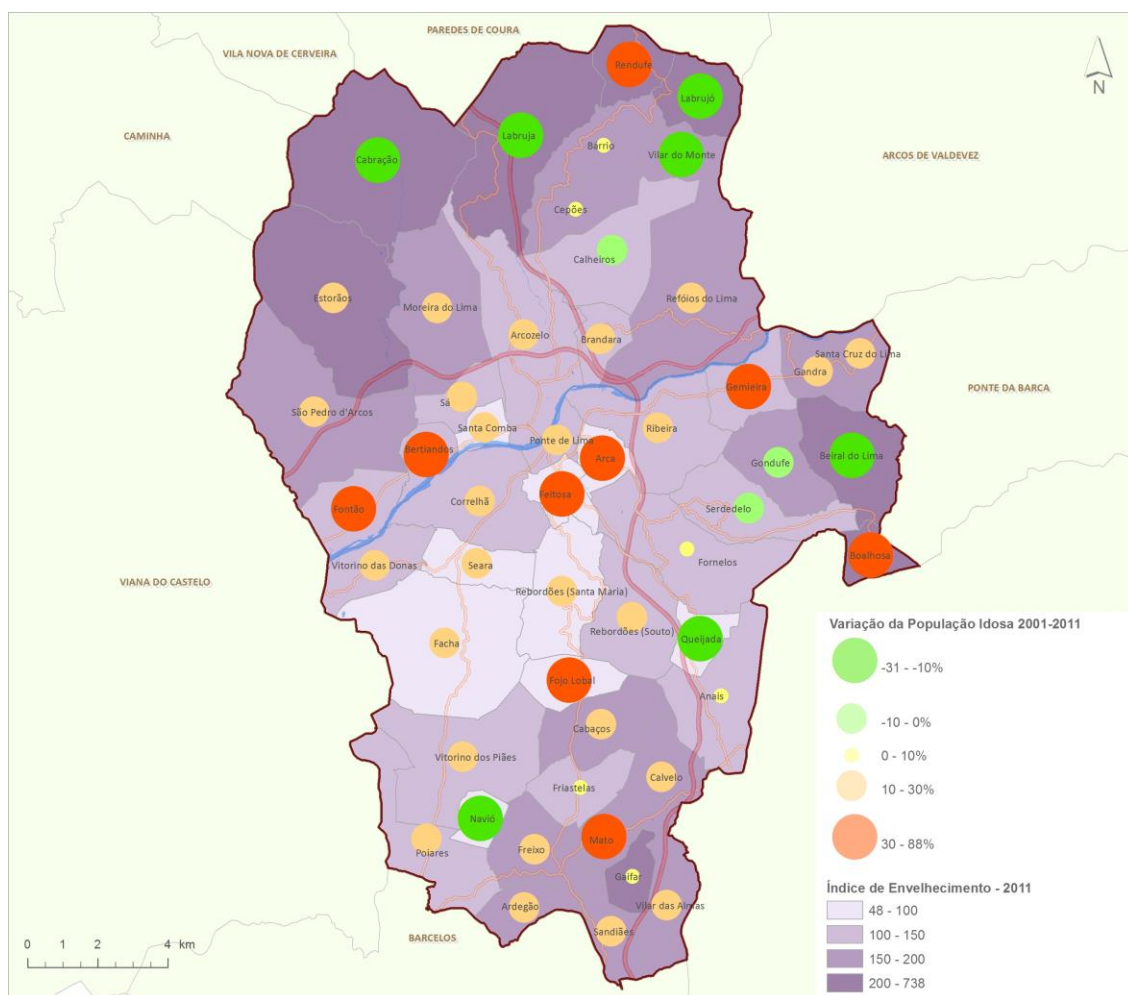 PAREDES DE COURA
VILA NOVA DE CERVEIRA
Rendufe
N
Labrujó
CAMINHA
Labruja
Barrio
Vilar do Monte
ARCOS DE VALDEVEZ
Cabração
Cepões
Calheiros
Estorãos
Moreira do Lima
Refóios do Lima
Arcozelo
Brandara
Santa Cruz do Lima
Gandra
Gemieira
PONTE DA BARCA
Sá
São Pedro d'Arcos
Santa Comba
Ribeira
Ponte de Lima
Bertiandos
Arca
Beiral do Lima
Gondufe
Feitosa
Correlhã
Fontão
Serdedelo
Boalhosa
Fornelos
Vitorino das Donas
Seara
VIANA DO CASTELO
Rebordões (Santa Maria)
Rebordões (Souto)
Queijada
Facha
Fojo Lobal
Anais
Cabaços
Vitorino dos Piães
Calvelo
Friastelas
Navió
Mato
Poiares
Freixo
Gaifar
Ardegão
Vilar das Almas
Sandiães
BARCELOS
0 1 2 4 km
Variação da População Idosa 2001-2011
-31 - -10%
-10 - 0%
0 - 10%
10 - 30%
30 - 88%
Índice de Envelhecimento - 2011
48 - 100
100 - 150
150 - 200
200 - 738